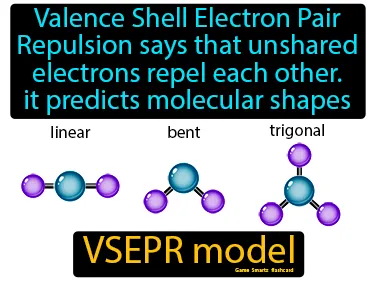 Valence Shell Electron Pair
Repulsion says that unshared
electrons repel each other.
it predicts molecular shapes
linear
bent
trigonal
VSEPR model
Game Smartz flashcard